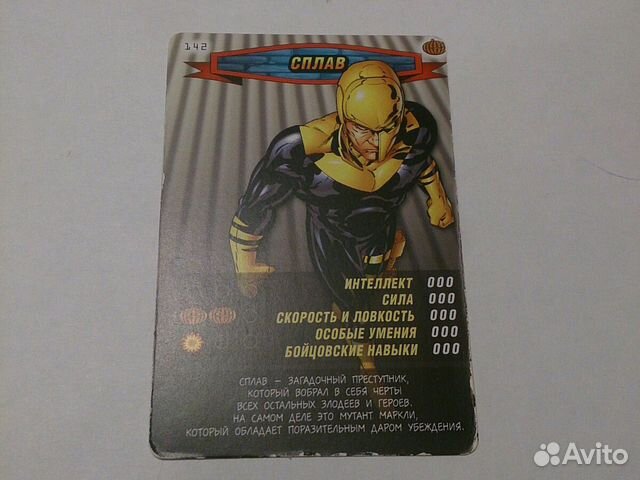 142
СПЛАВ
ИНТЕЛЛЕКТ 000
СИЛА 000
СКОРОСТЬ И ЛОВКОСТЬ 000
ОСОБЫЕ УМЕНИЯ 000
БОЙЦОВСКИЕ НАВЫКИ 000
СПЛАВ – ЗАГАДОЧНЫЙ ПРЕСТУПНИК,
КОТОРЫЙ ВОБРАЛ В СЕБЯ ЧЕРТЫ
ВСЕХ ОСТАЛЬНЫХ ЗЛОДЕЕВ И ГЕРОЕВ.
НА САМОМ ДЕЛЕ ЭТО МУТАНТ МАРКЛИ,
КОТОРЫЙ ОБЛАДАЕТ ПОРАЗИТЕЛЬНЫМ ДАРОМ УБЕЖДЕНИЯ.
Avito